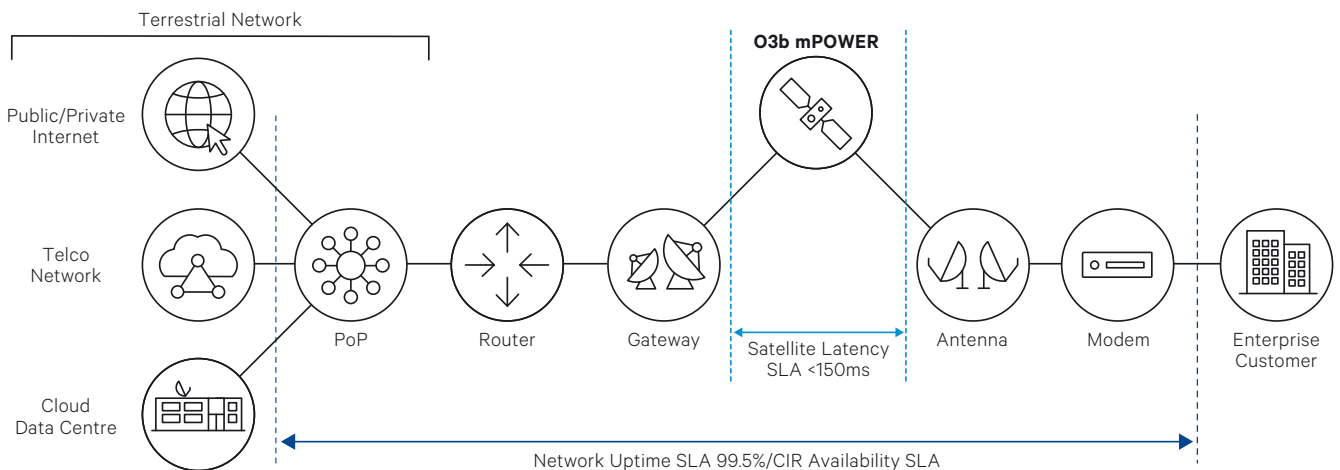 Terrestrial Network
O3b mPOWER
Public/Private
Internet
Telco
Network
PoP
Router
Gateway
Satellite Latency
SLA <150ms
Antenna
Modem
Enterprise
Customer
Cloud
Data Centre
Network Uptime SLA 99.5%/CIR Availability SLA